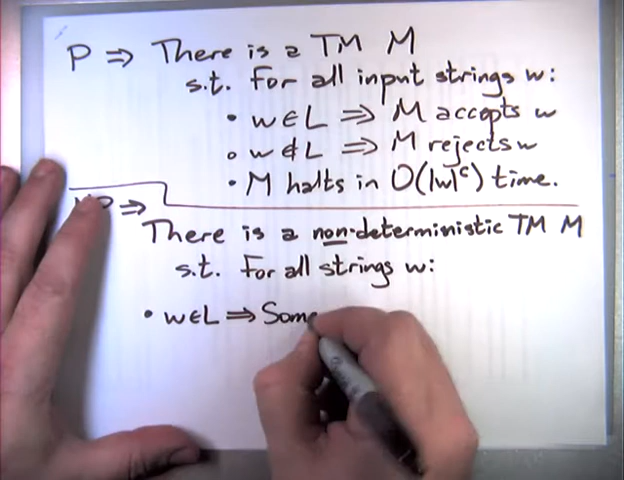 P ⇒ There is a TM M
s.t. For all input strings w:
• w∈L ⇒ M accepts w
• w∉L ⇒ M rejects w
• M halts in O(|w|^c) time.
⇒
There is a non-deterministic TM M
s.t. For all strings w:
• w∈L ⇒ Some